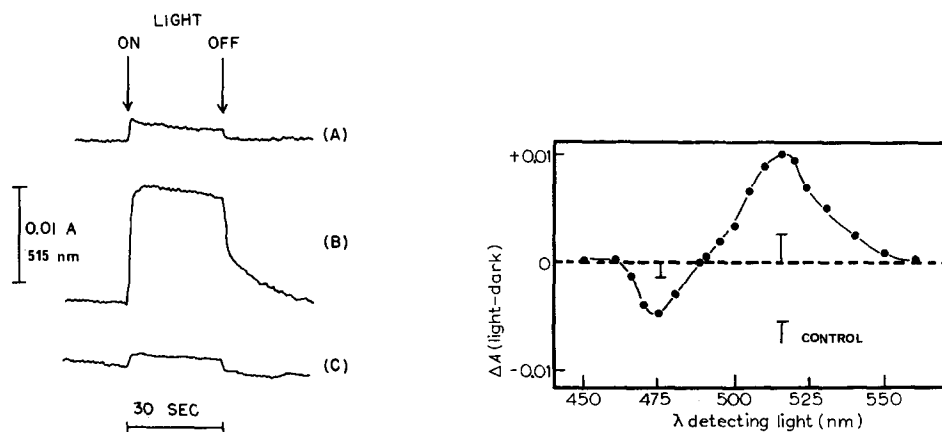 LIGHT
ON OFF
(A)
0.01 A
515 nm
(B)
(C)
30 SEC
+0.01
0
-0.01
ΔA (light-dark)
CONTROL
450 475 500 525 550
λ detecting light (nm)